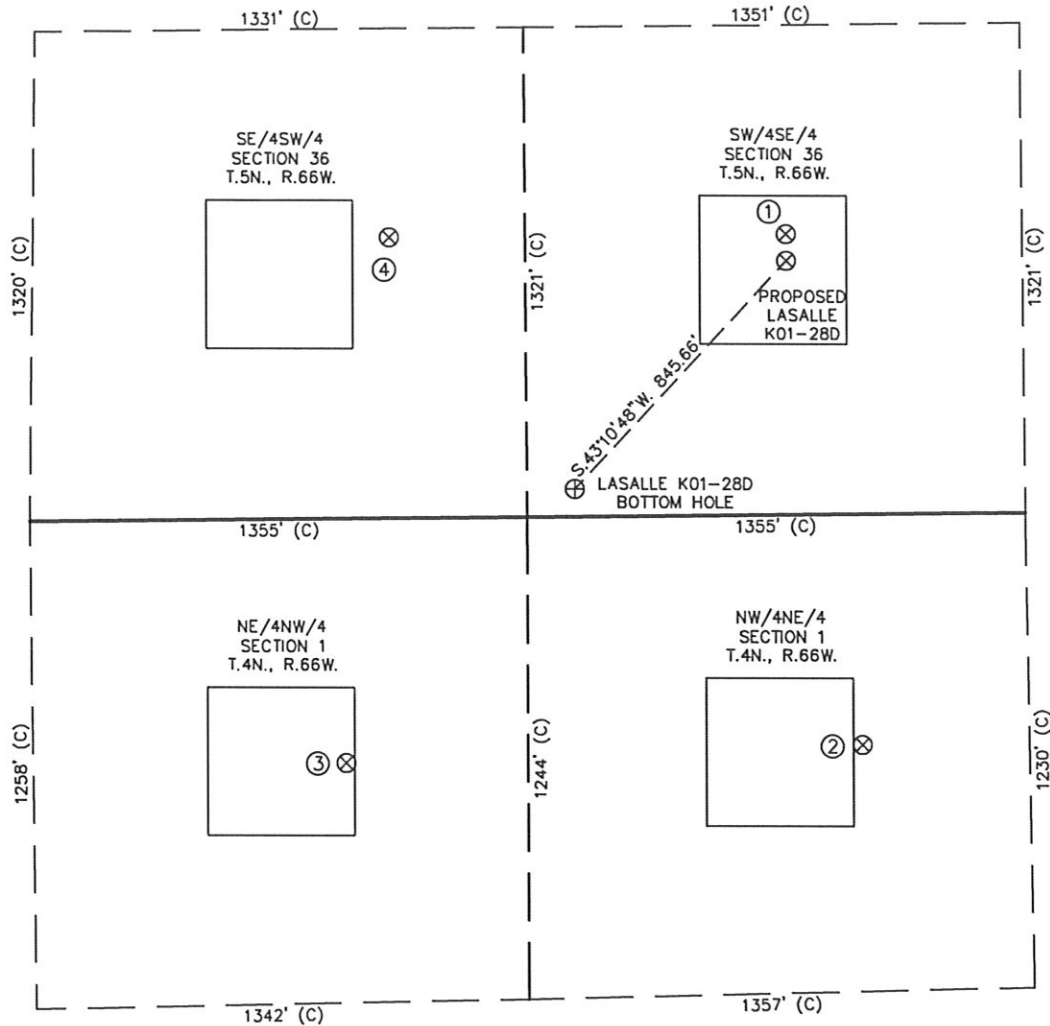 1331' (C)
1351' (C)
SE/4SW/4
SECTION 36
T.5N., R.66W.
SW/4SE/4
SECTION 36
T.5N., R.66W.
1
4
1320' (C)
1321' (C)
1321' (C)
PROPOSED
LASALLE
K01-28D
S.43°10'48"W. 845.66'
LASALLE K01-28D
BOTTOM HOLE
1355' (C)
1355' (C)
NE/4NW/4
SECTION 1
T.4N., R.66W.
NW/4NE/4
SECTION 1
T.4N., R.66W.
3
2
1258' (C)
1244' (C)
1230' (C)
1342' (C)
1357' (C)